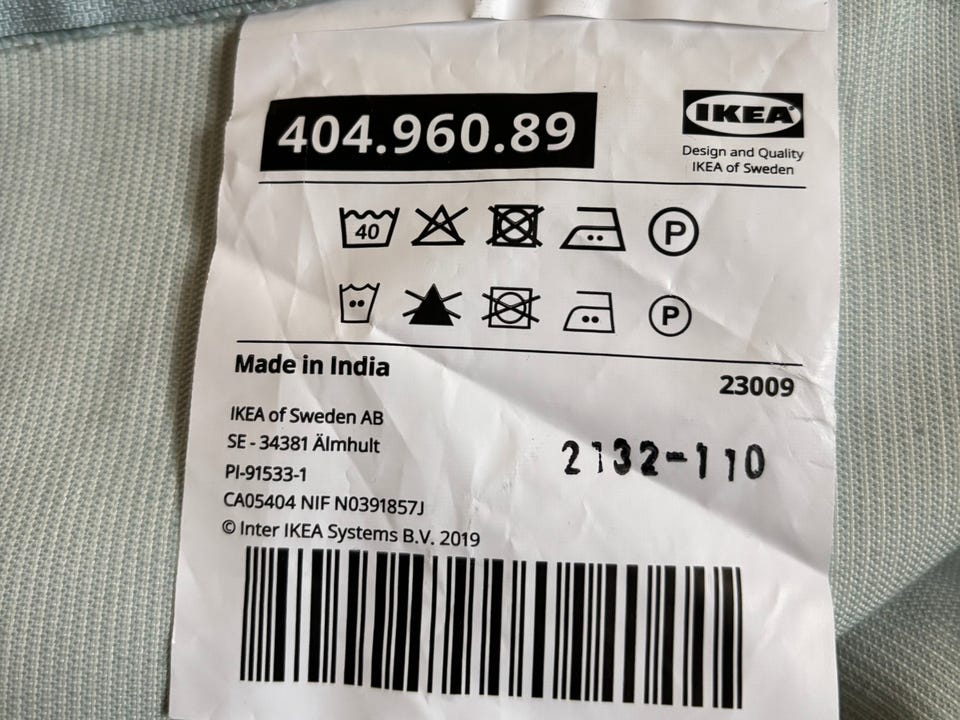 404.960.89
IKEA®
Design and Quality
IKEA of Sweden
40
P
P
Made in India
23009
IKEA of Sweden AB
SE - 34381 Älmhult
PI-91533-1
CA05404 NIF N0391857J
© Inter IKEA Systems B.V. 2019
2132-110